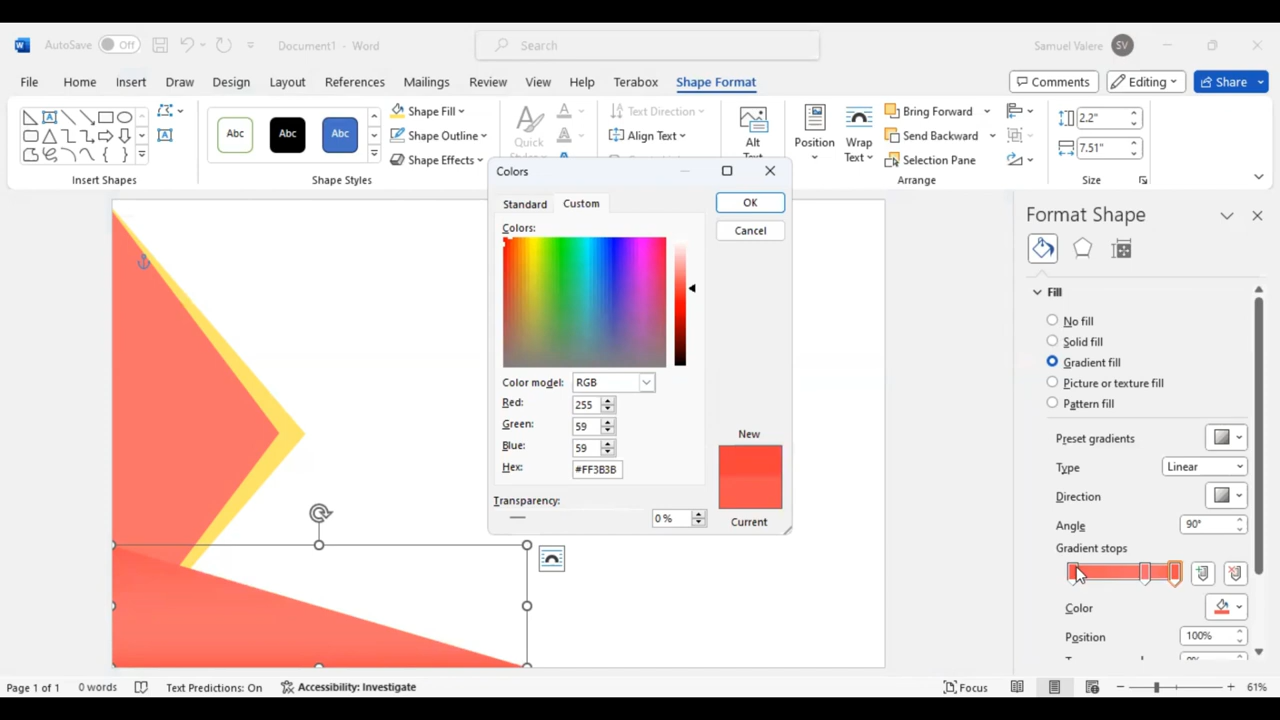 AutoSave Off Document1 - Word Search Samuel Valere SV
File Home Insert Draw Design Layout References Mailings Review View Help Terabox Shape Format Comments Editing Share
Abc Abc Abc Shape Fill Shape Outline Shape Effects Quick Text Direction Align Text Alt Text Position Wrap Text Bring Forward Send Backward Selection Pane 2.2" 7.51"
Insert Shapes Shape Styles Arrange Size
Colors
Standard Custom OK
Cancel
Colors:
Color model: RGB
Red: 255
Green: 59
Blue: 59
Hex: #FF3B3B
Transparency:
0 %
New
Current
Format Shape
Fill
No fill
Solid fill
Gradient fill
Picture or texture fill
Pattern fill
Preset gradients
Type Linear
Direction
Angle 90°
Gradient stops
Color
Position 100%
Page 1 of 1 0 words Text Predictions: On Accessibility: Investigate Focus 61%